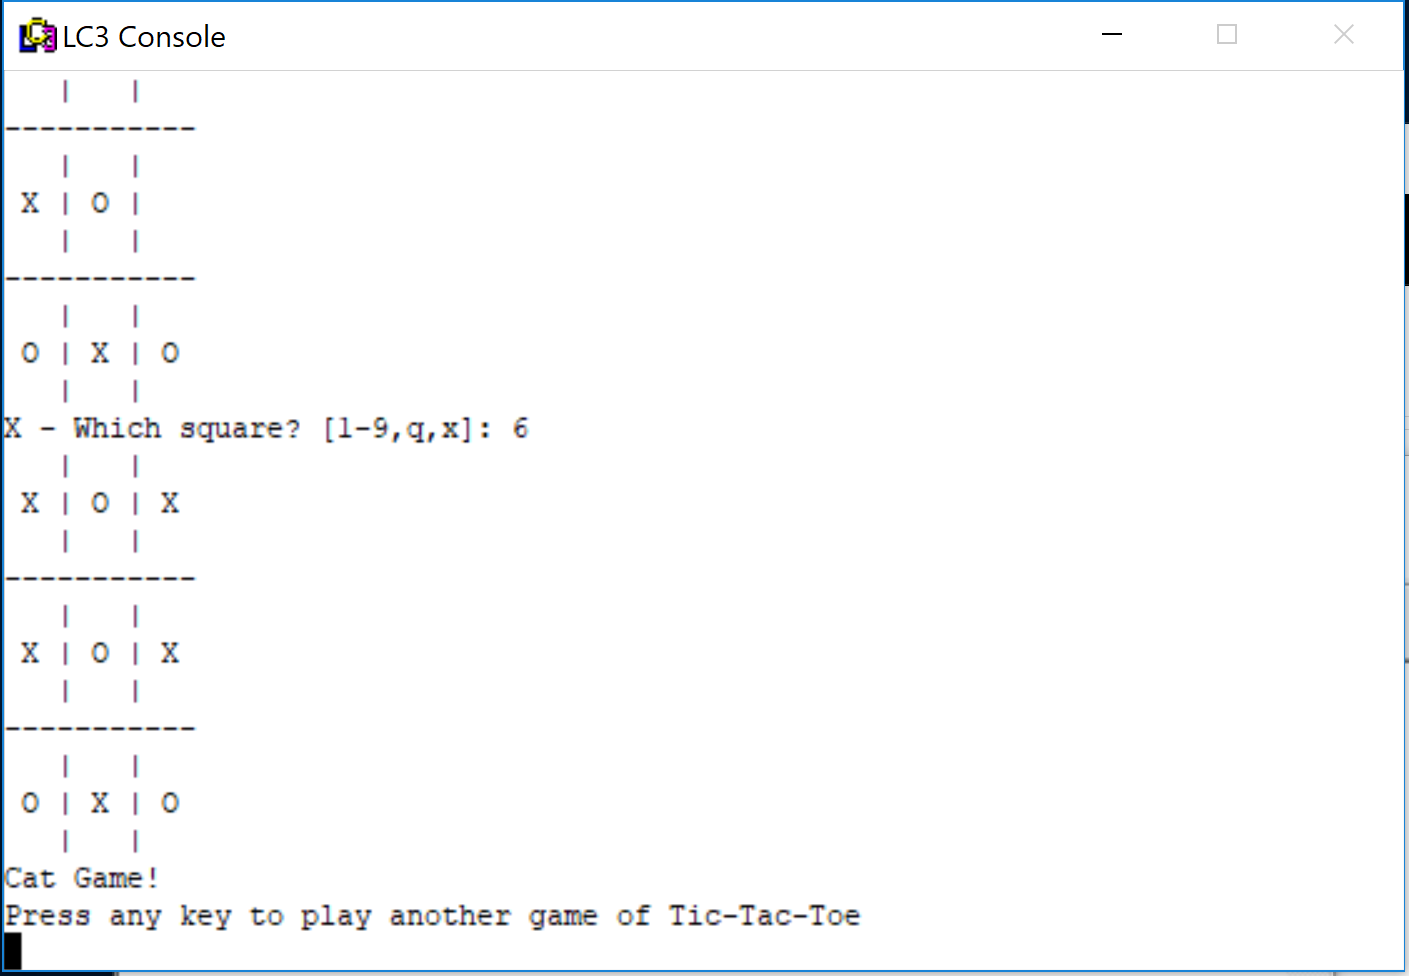 LC3 Console
   |   |
-----------
   |   |
 X | O |
   |   |
-----------
   |   |
 O | X | O
   |   |
X - Which square? [1-9,q,x]: 6
   |   |
 X | O | X
   |   |
-----------
   |   |
 X | O | X
   |   |
-----------
   |   |
 O | X | O
   |   |
Cat Game!
Press any key to play another game of Tic-Tac-Toe